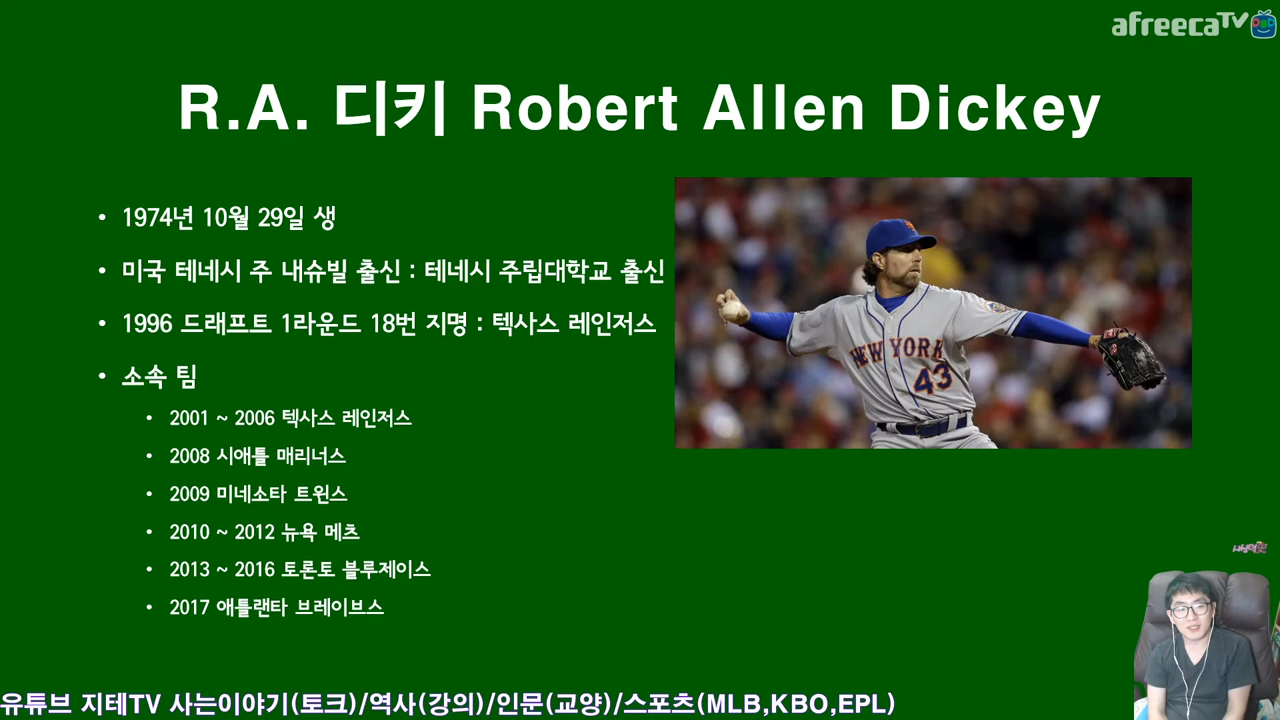 afreecaTV
R.A. 디키 Robert Allen Dickey
• 1974년 10월 29일 생
• 미국 테네시 주 내슈빌 출신 : 테네시 주립대학교 출신
• 1996 드래프트 1라운드 18번 지명 : 텍사스 레인저스
• 소속 팀
• 2001 ~ 2006 텍사스 레인저스
• 2008 시애틀 매리너스
• 2009 미네소타 트윈스
• 2010 ~ 2012 뉴욕 메츠
• 2013 ~ 2016 토론토 블루제이스
• 2017 애틀랜타 브레이브스
NEW YORK
43
유튜브 지테TV 사는이야기(토크)/역사(강의)/인문(교양)/스포츠(MLB,KBO,EPL)